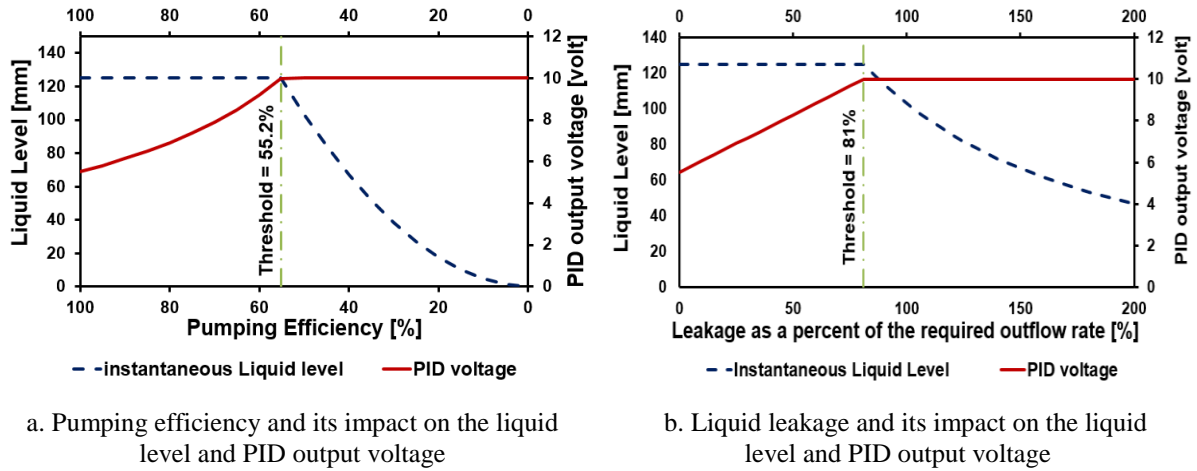 100 80 60 40 20 0
140
120
100
80
60
40
20
0
Liquid Level [mm]
12
10
8
6
4
2
0
PID output voltage [volt]
Threshold = 55.2%
100 80 60 40 20 0
Pumping Efficiency [%]
instantaneous Liquid level PID voltage
a. Pumping efficiency and its impact on the liquid
level and PID output voltage
0 50 100 150 200
140
120
100
80
60
40
20
0
Liquid Level [mm]
12
10
8
6
4
2
0
PID output voltage [volt]
Threshold = 81%
0 50 100 150 200
Leakage as a percent of the required outflow rate [%]
Instantaneous Liquid Level PID voltage
b. Liquid leakage and its impact on the liquid
level and PID output voltage